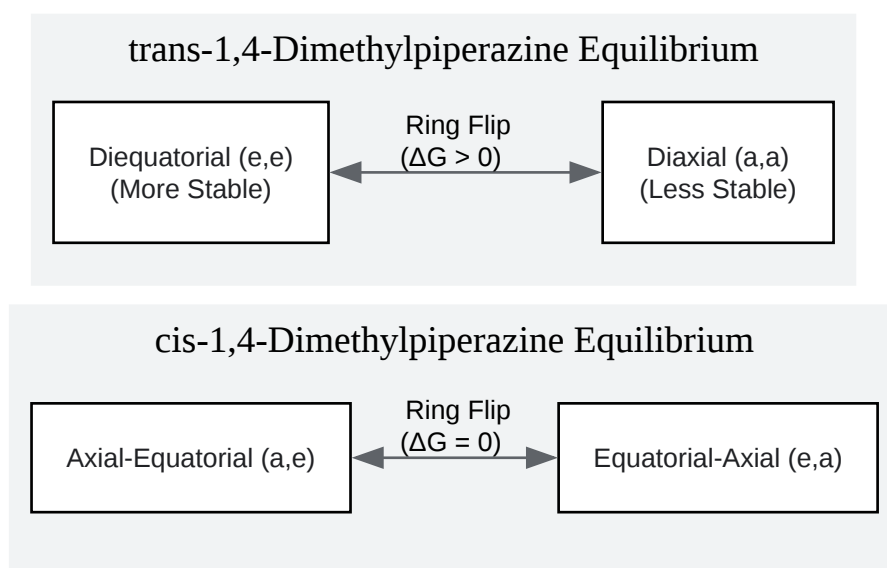 trans-1,4-Dimethylpiperazine Equilibrium
Diequatorial (e,e)
(More Stable)
Ring Flip
(ΔG > 0)
Diaxial (a,a)
(Less Stable)
cis-1,4-Dimethylpiperazine Equilibrium
Axial-Equatorial (a,e)
Ring Flip
(ΔG = 0)
Equatorial-Axial (e,a)